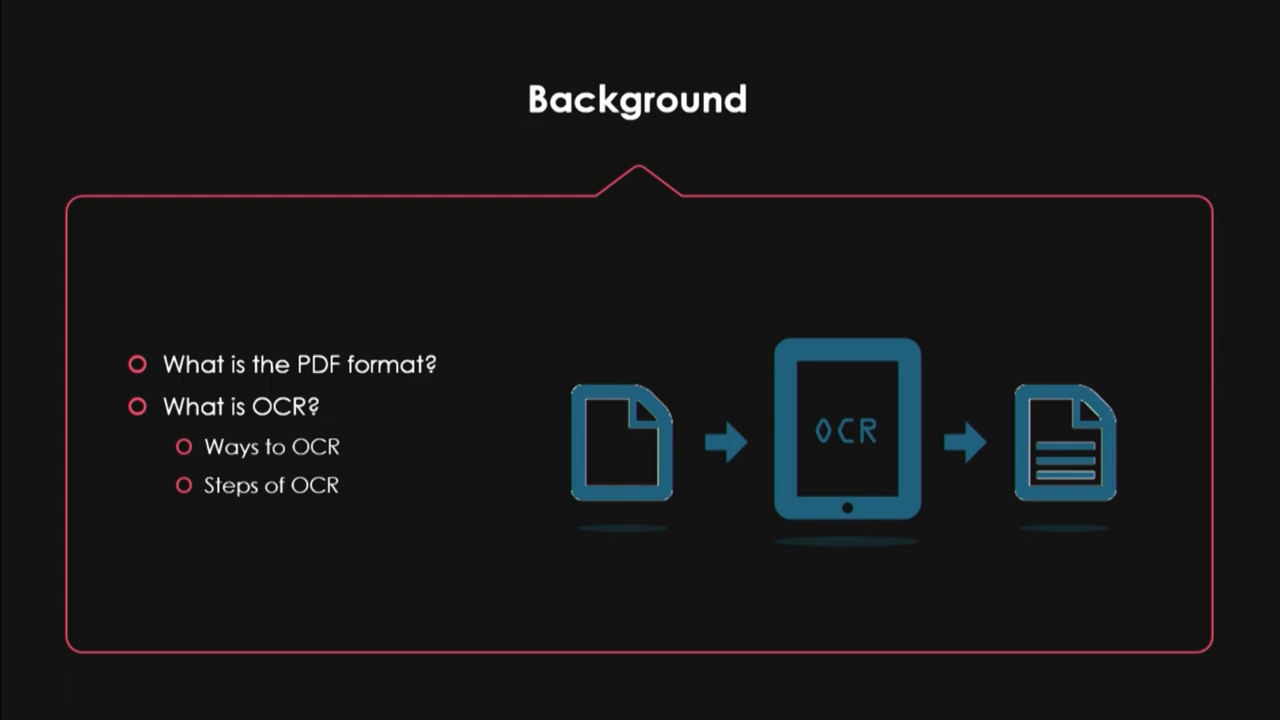 Background
What is the PDF format?
What is OCR?
Ways to OCR
Steps of OCR
OCR